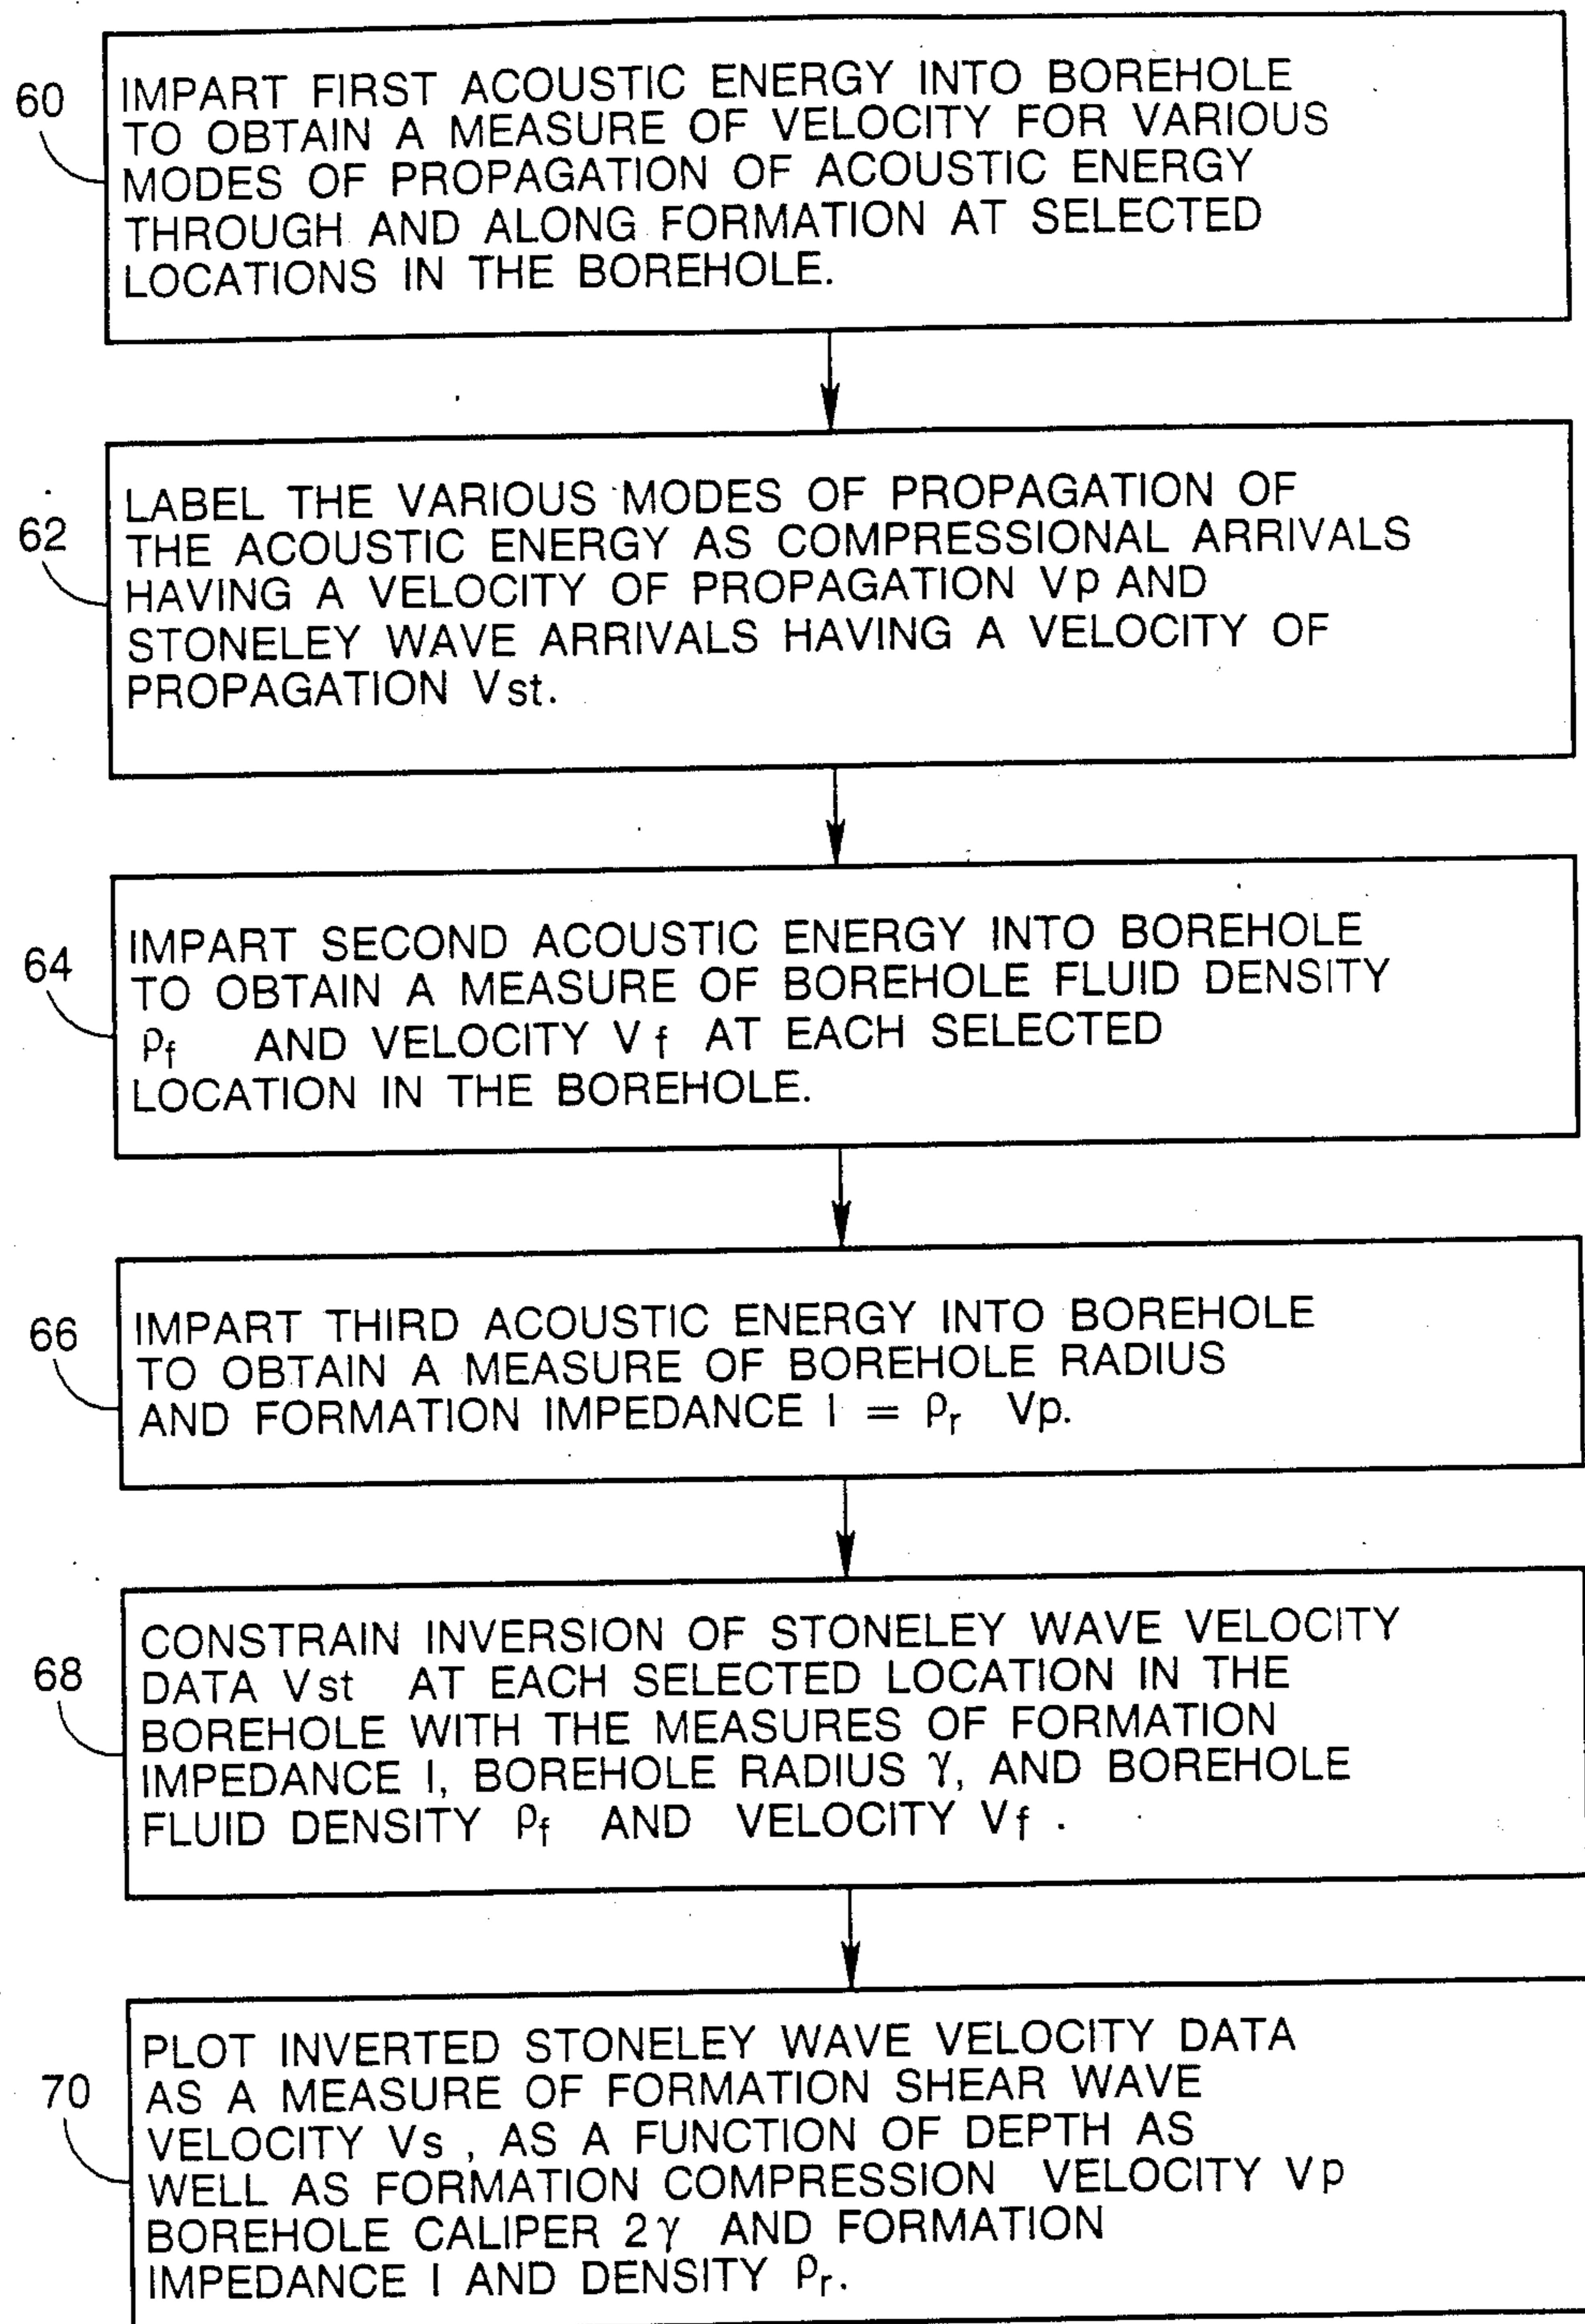 60
IMPART FIRST ACOUSTIC ENERGY INTO BOREHOLE
TO OBTAIN A MEASURE OF VELOCITY FOR VARIOUS
MODES OF PROPAGATION OF ACOUSTIC ENERGY
THROUGH AND ALONG FORMATION AT SELECTED
LOCATIONS IN THE BOREHOLE.
62
LABEL THE VARIOUS MODES OF PROPAGATION OF
THE ACOUSTIC ENERGY AS COMPRESSIONAL ARRIVALS
HAVING A VELOCITY OF PROPAGATION Vp AND
STONELEY WAVE ARRIVALS HAVING A VELOCITY OF
PROPAGATION Vst.
64
IMPART SECOND ACOUSTIC ENERGY INTO BOREHOLE
TO OBTAIN A MEASURE OF BOREHOLE FLUID DENSITY
ρf AND VELOCITY Vf AT EACH SELECTED
LOCATION IN THE BOREHOLE.
66
IMPART THIRD ACOUSTIC ENERGY INTO BOREHOLE
TO OBTAIN A MEASURE OF BOREHOLE RADIUS
AND FORMATION IMPEDANCE I = ρr Vp.
68
CONSTRAIN INVERSION OF STONELEY WAVE VELOCITY
DATA Vst AT EACH SELECTED LOCATION IN THE
BOREHOLE WITH THE MEASURES OF FORMATION
IMPEDANCE I, BOREHOLE RADIUS γ, AND BOREHOLE
FLUID DENSITY ρf AND VELOCITY Vf.
70
PLOT INVERTED STONELEY WAVE VELOCITY DATA
AS A MEASURE OF FORMATION SHEAR WAVE
VELOCITY Vs, AS A FUNCTION OF DEPTH AS
WELL AS FORMATION COMPRESSION VELOCITY Vp
BOREHOLE CALIPER 2γ AND FORMATION
IMPEDANCE I AND DENSITY ρr.